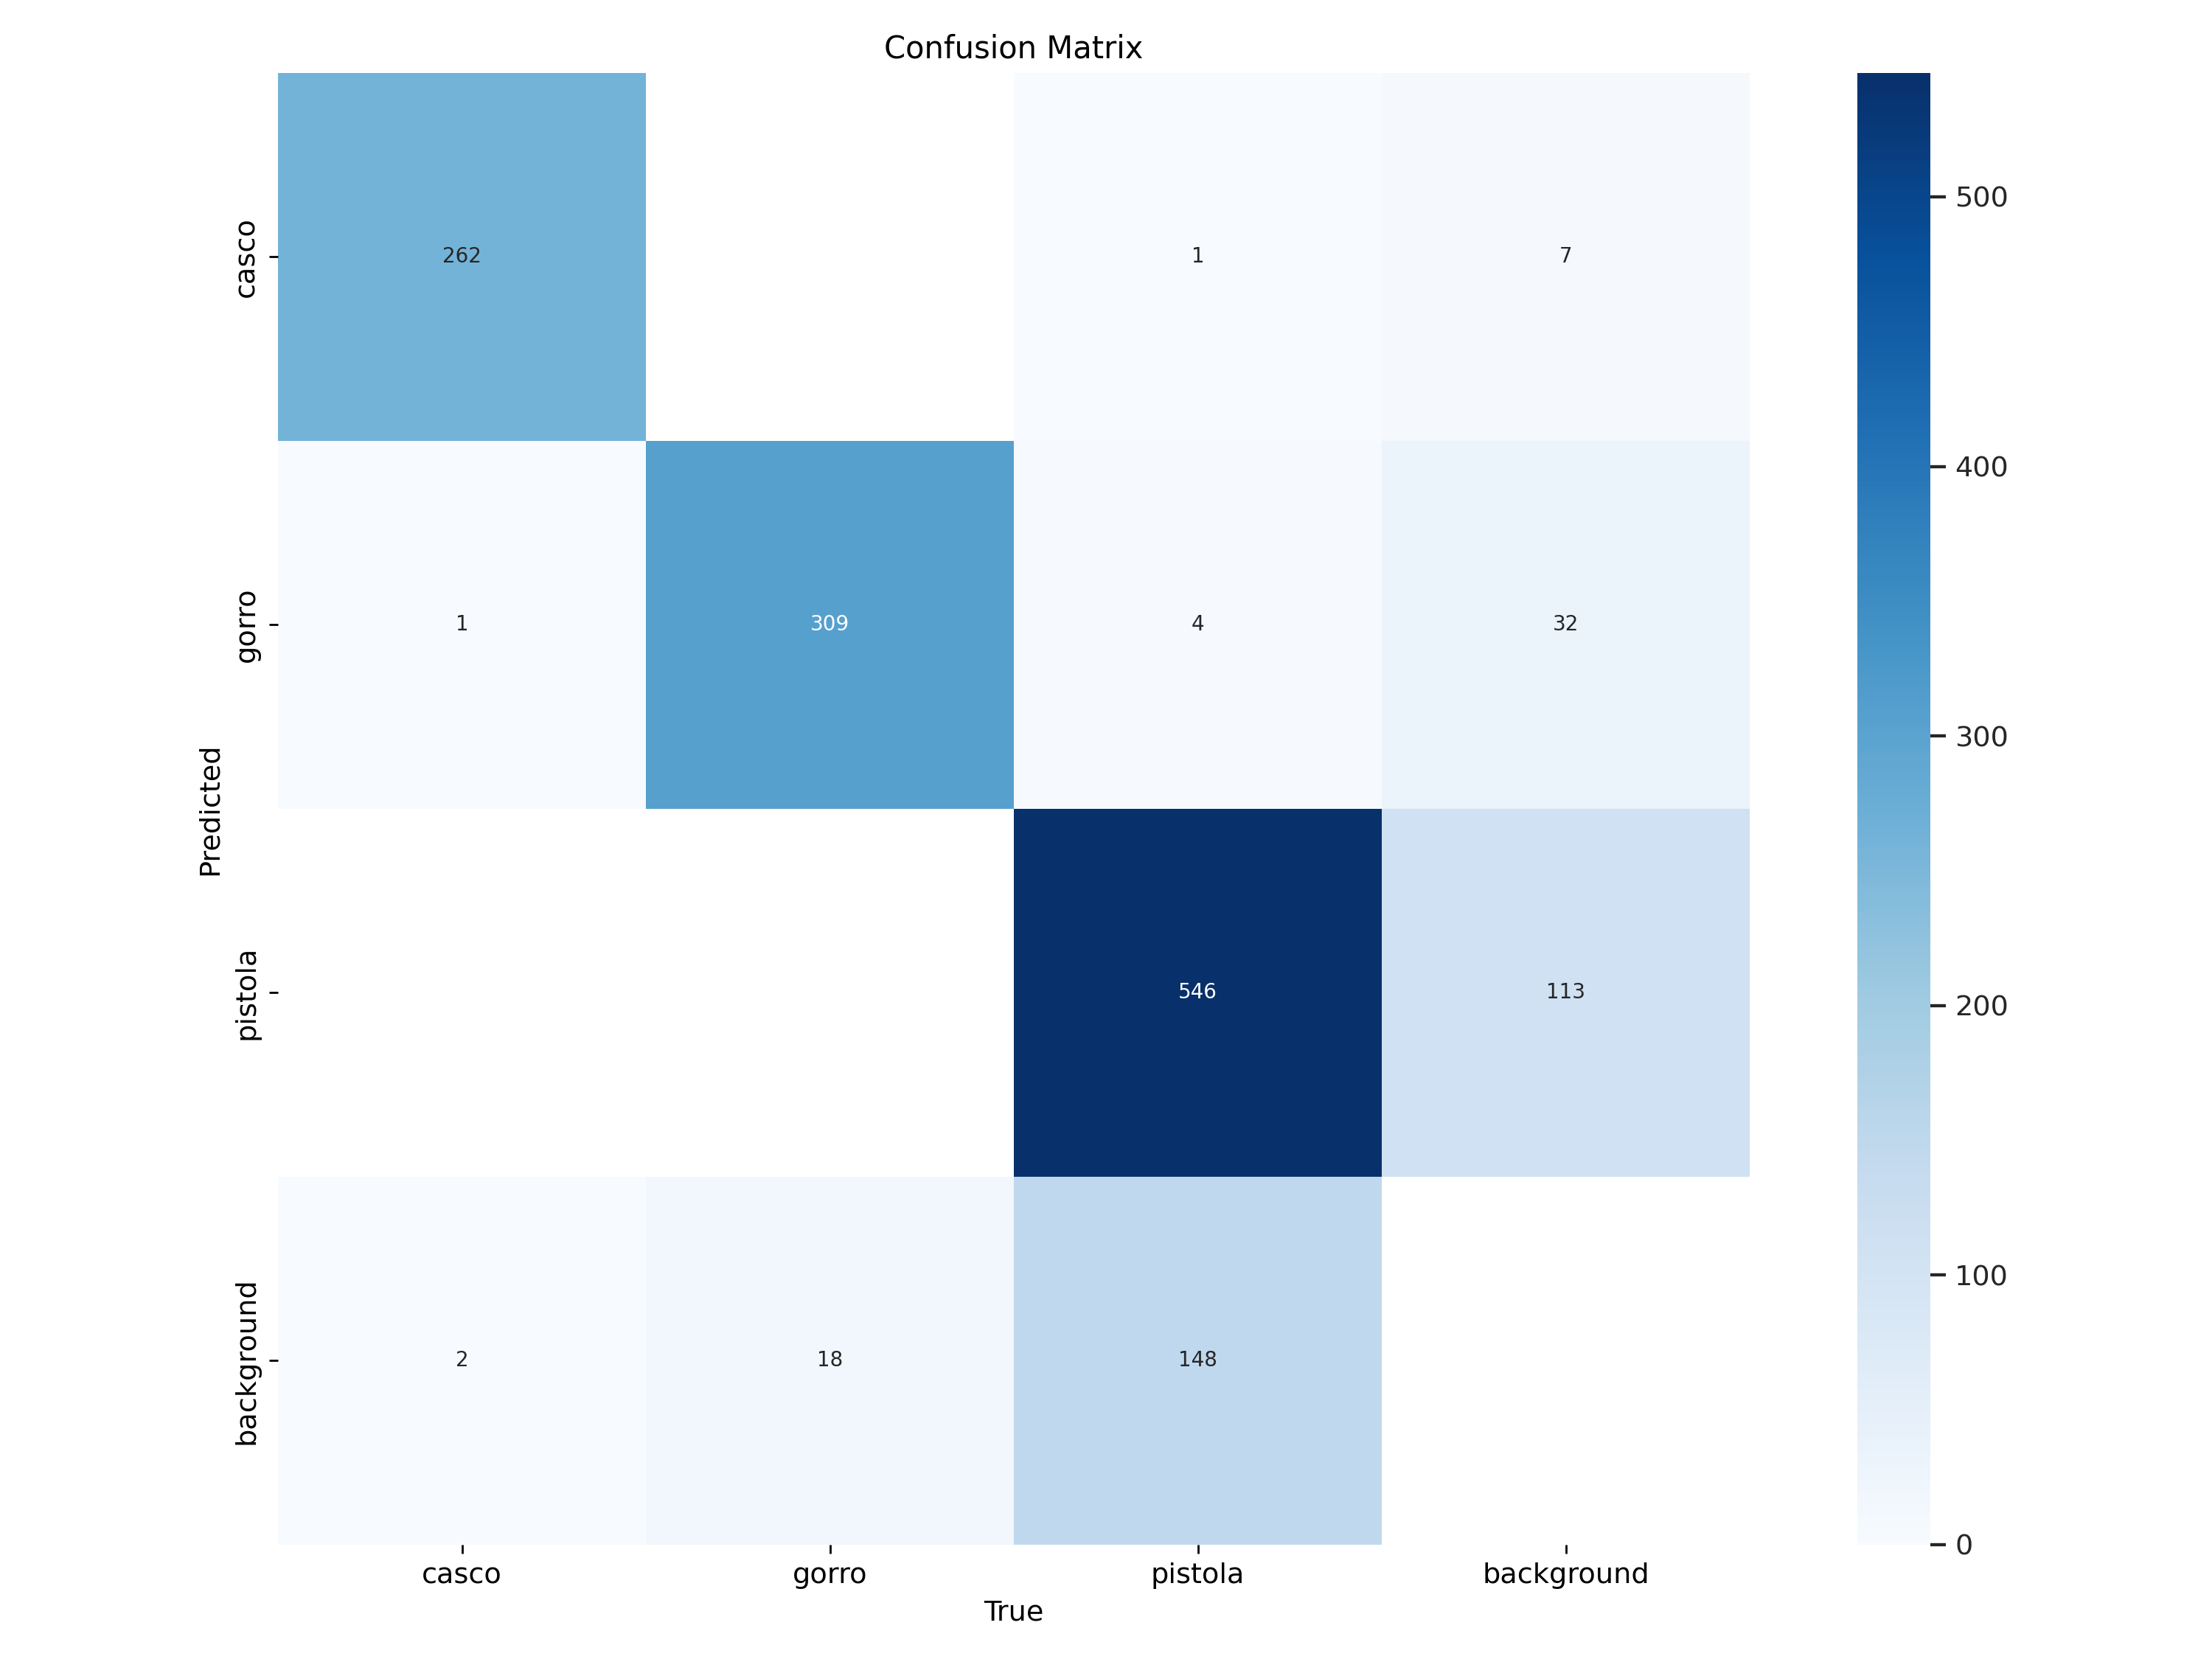 Confusion Matrix
casco
262
1
7
500
400
gorro
1
309
4
32
300
Predicted
pistola
546
113
200
100
background
2
18
148
0
casco
gorro
pistola
background
True